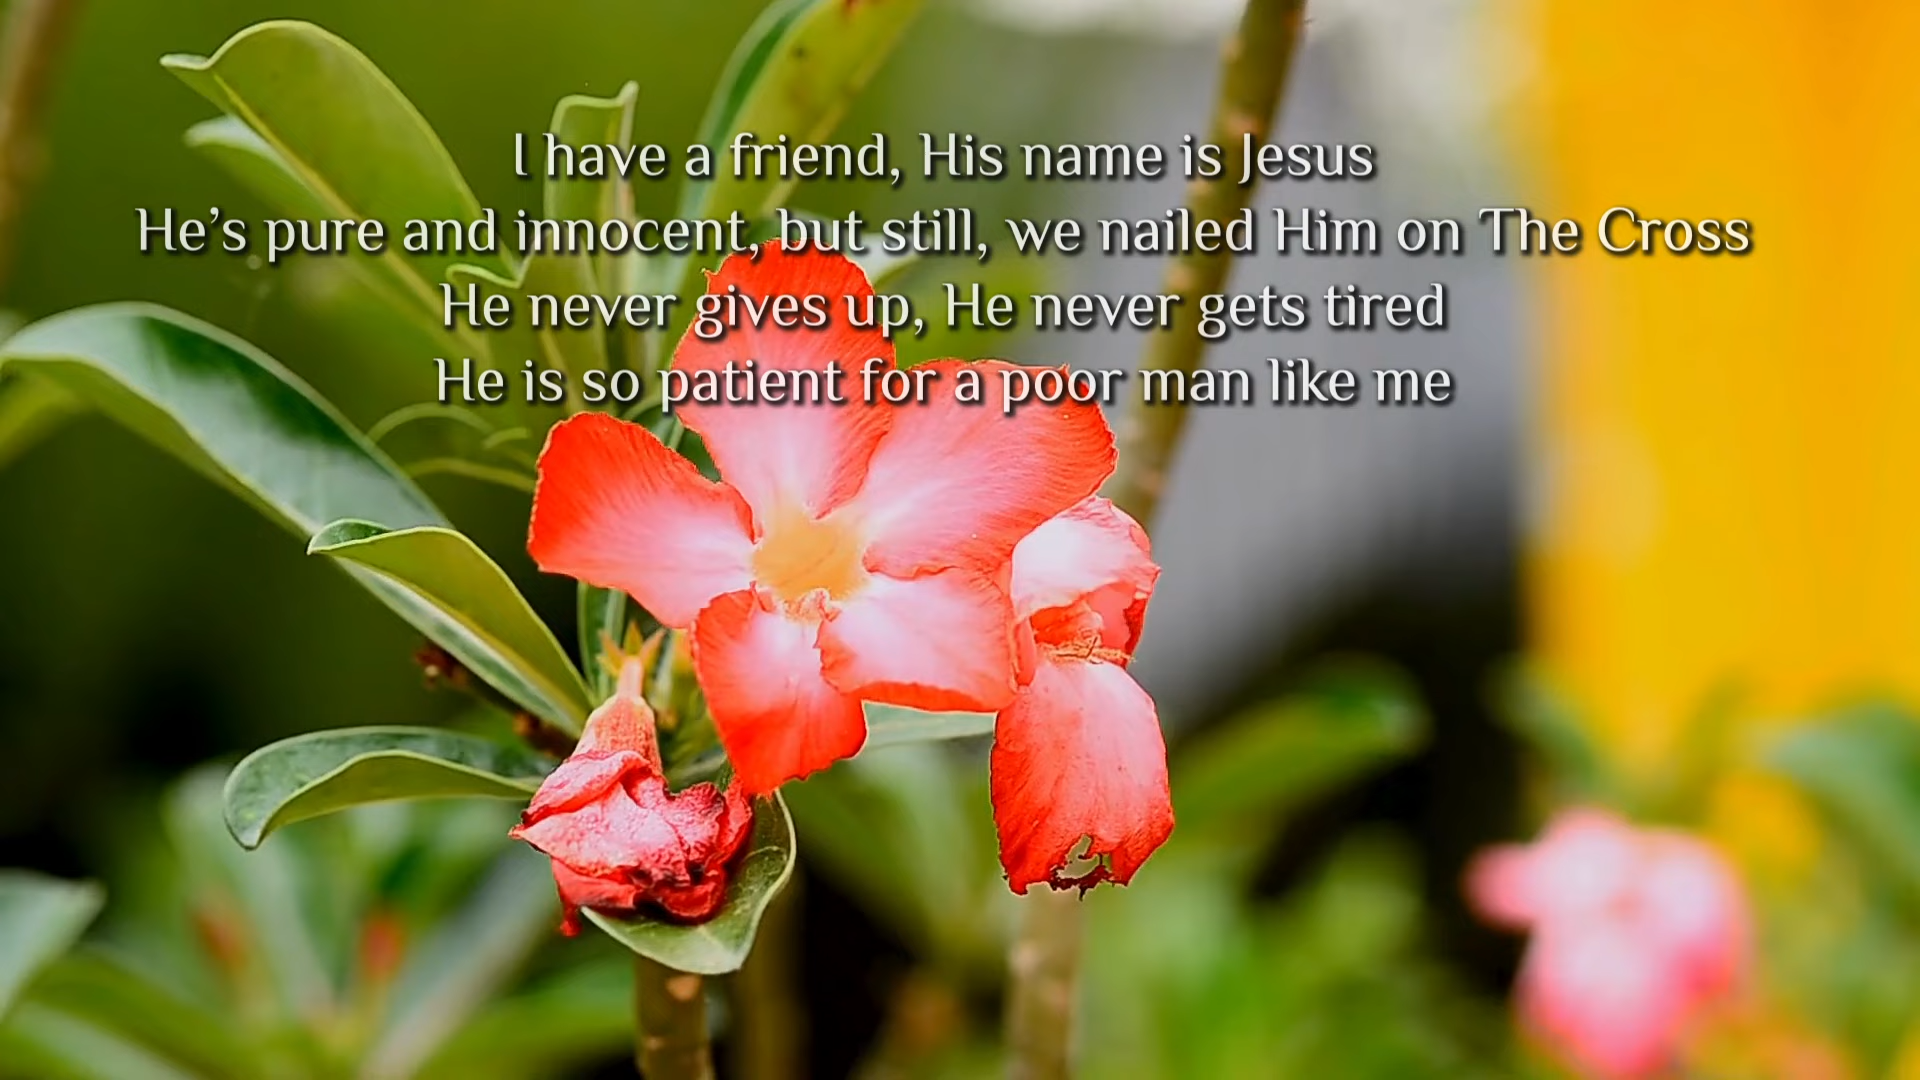 I have a friend, His name is Jesus
He’s pure and innocent, but still, we nailed Him on The Cross
He never gives up, He never gets tired
He is so patient for a poor man like me